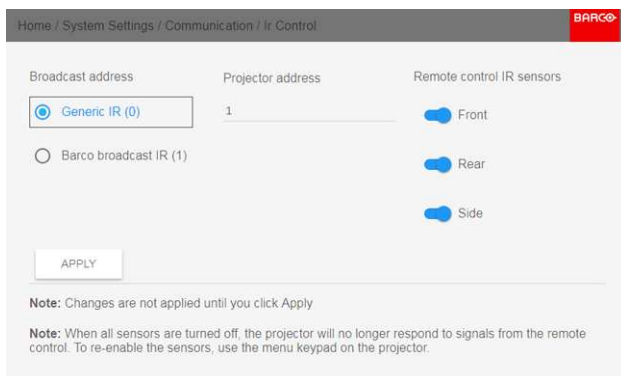 Home / System Settings / Communication / Ir Control
BARCO
Broadcast address
Projector address
Remote control IR sensors
Generic IR (0)
1
Front
Barco broadcast IR (1)
Rear
Side
APPLY
Note: Changes are not applied until you click Apply
Note: When all sensors are turned off, the projector will no longer respond to signals from the remote
control. To re-enable the sensors, use the menu keypad on the projector.